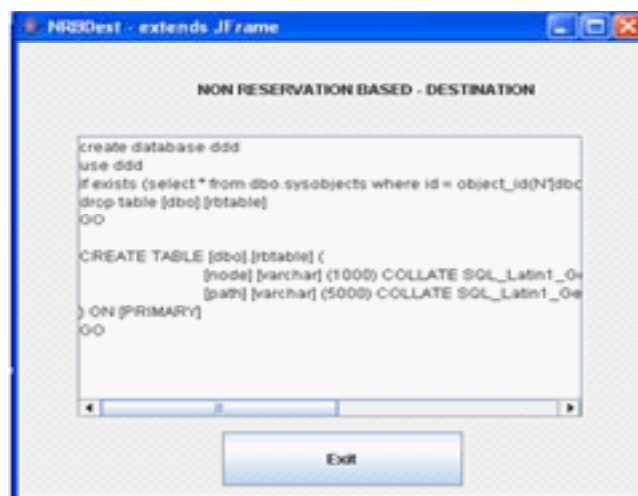 NRBDest - extends JFrame
NON RESERVATION BASED - DESTINATION
create database ddd
use ddd
if exists (select * from dbo.sysobjects where id = object_id(N'[dbo
drop table [dbo].[rbtable]
GO
CREATE TABLE [dbo].[rbtable] (
[node] [varchar] (1000) COLLATE SQL_Latin1_Ge
[path] [varchar] (5000) COLLATE SQL_Latin1_Ge
) ON [PRIMARY]
GO
Exit